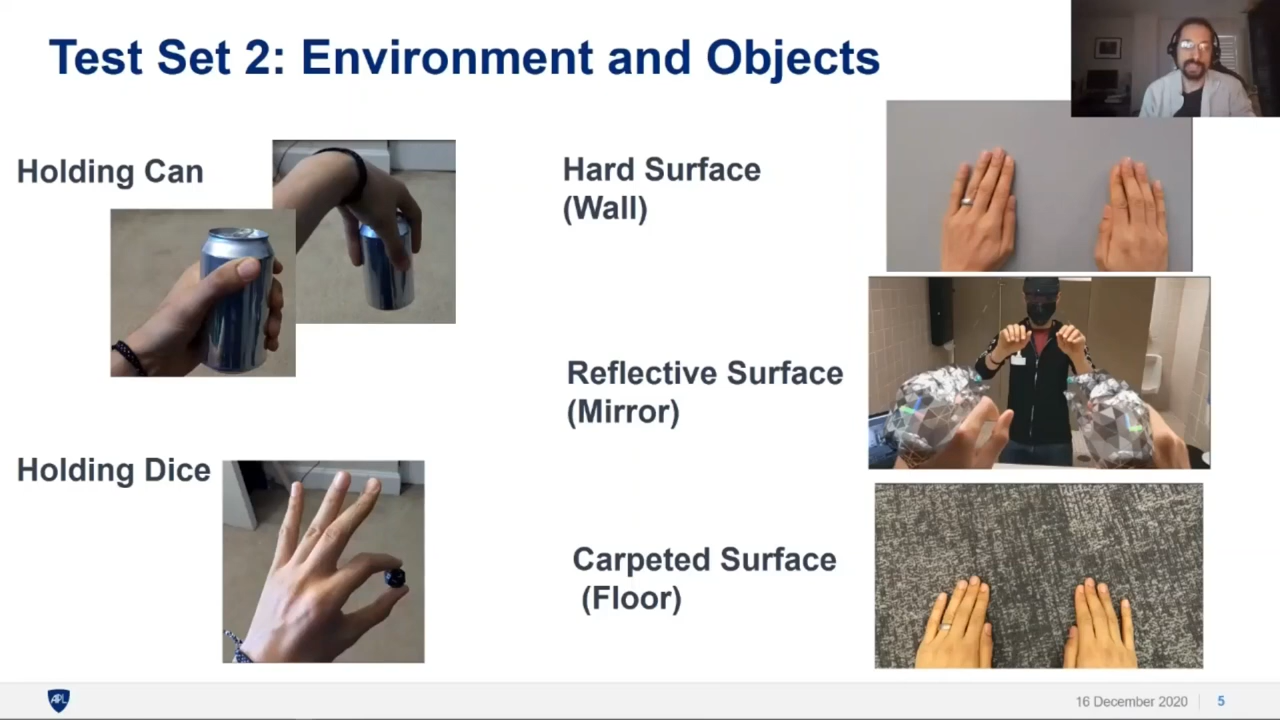 Test Set 2: Environment and Objects
Holding Can
Hard Surface
(Wall)
Reflective Surface
(Mirror)
Holding Dice
Carpeted Surface
(Floor)
APL
16 December 2020
5